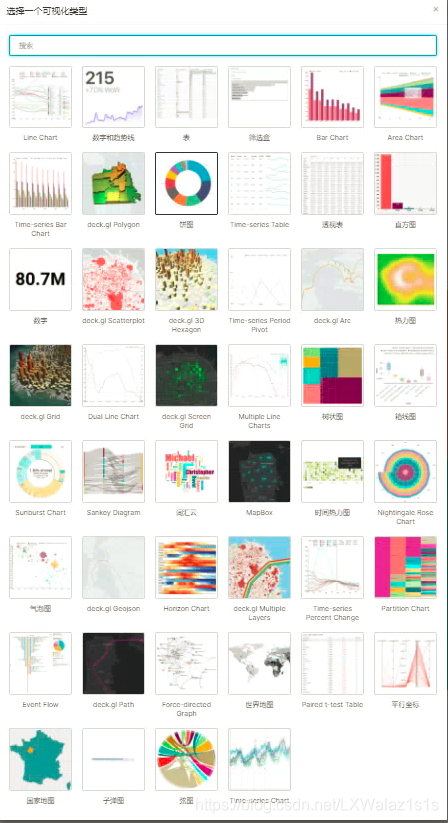 选择一个可视化类型
×
搜索
215
+7.0% WoW
Line Chart
数字和趋势线
表
筛选盒
Bar Chart
Area Chart
Time-series Bar
Chart
deck.gl Polygon
饼图
Time-series Table
透视表
直方图
80.7M
数字
deck.gl Scatterplot
deck.gl 3D
Hexagon
Time-series Period
Pivot
deck.gl Arc
热力图
deck.gl Grid
Dual Line Chart
deck.gl Screen
Grid
Multiple Line
Charts
树状图
箱线图
Michael
Christopher
Sunburst Chart
Sankey Diagram
词汇云
MapBox
时间热力图
Nightingale Rose
Chart
气泡图
deck.gl Geojson
Horizon Chart
deck.gl Multiple
Layers
Time-series
Percent Change
Partition Chart
Event Flow
deck.gl Path
Force-directed
Graph
世界地图
Paired t-test Table
平行坐标
国家地图
子弹图
弦图
Time-series Chart
https://blog.csdn.net/LXWalaz1s1s